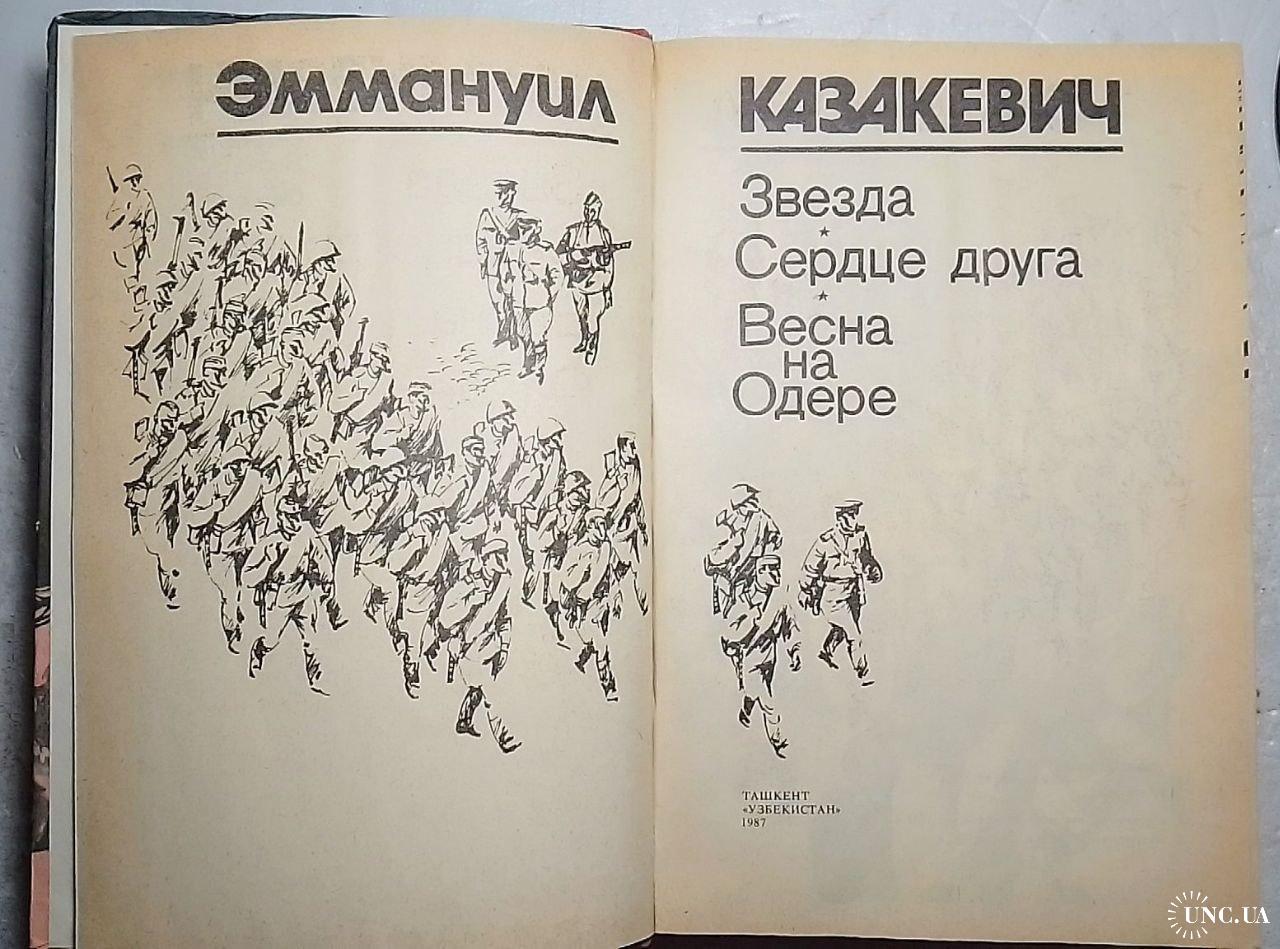 Эммануил
КАЗАКЕВИЧ
Звезда
*
Сердце друга
*
Весна
на
Одере
ТАШКЕНТ
«УЗБЕКИСТАН»
1987
UNC.UA